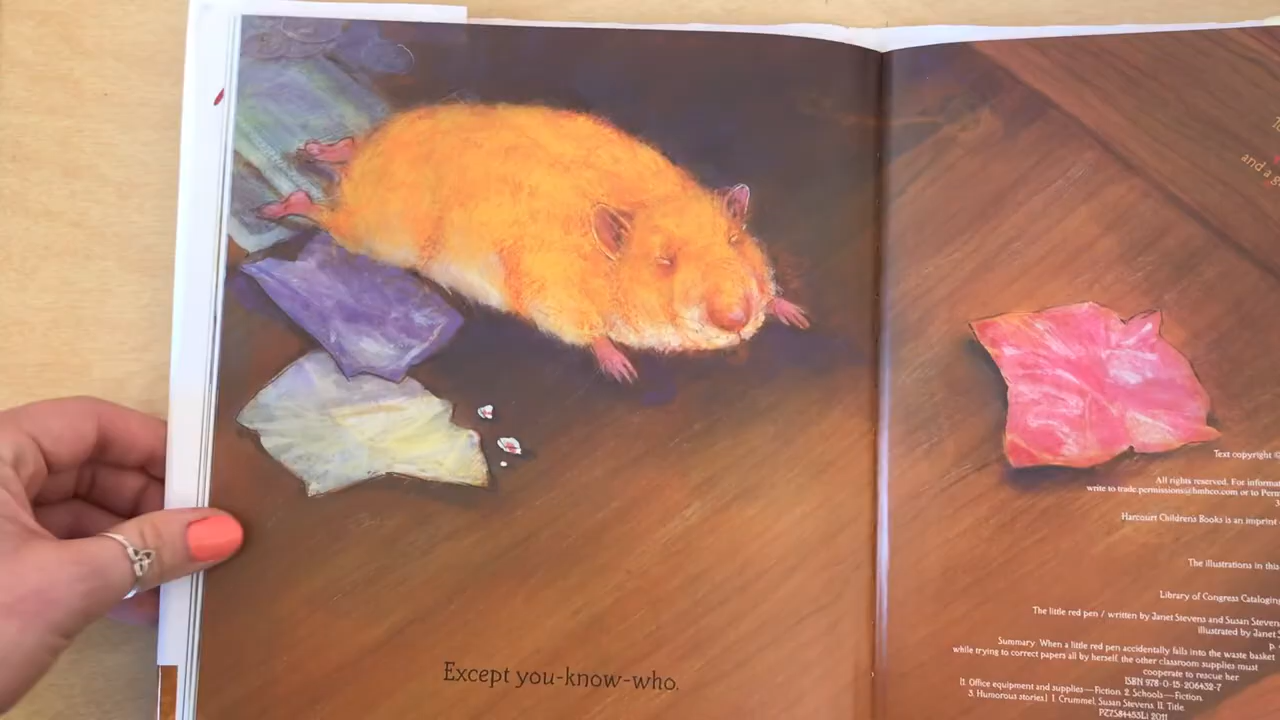 Except you-know-who.
and a
Text copyright ©
All rights reserved. For informat
write to trade.permissions@hmhco.com or to Perm
3
Harcourt Children's Books is an imprint
The illustrations in this
Library of Congress Cataloging
The little red pen / written by Janet Stevens and Susan Steven
illustrated by Janet S
p.
Summary: When a little red pen accidentally falls into the waste basket
while trying to correct papers all by herself, the other classroom supplies must
cooperate to rescue her
ISBN 978-0-15-206432-7
[1. Office equipment and supplies—Fiction. 2. Schools—Fiction.
3. Humorous stories.] I. Crummel, Susan Stevens. II. Title.
PZ7.S84453Li 2011